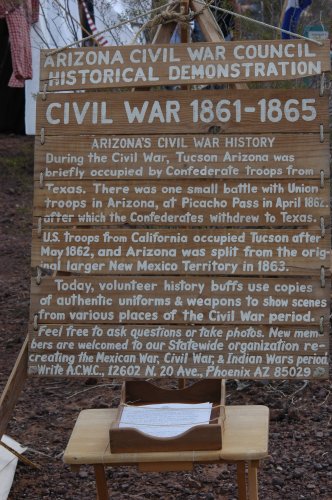 ARIZONA CIVIL WAR COUNCIL
HISTORICAL DEMONSTRATION
CIVIL WAR 1861-1865
ARIZONA'S CIVIL WAR HISTORY
During the Civil War, Tucson Arizona was
briefly occupied by Confederate troops from
Texas. There was one small battle with Union
troops in Arizona, at Picacho Pass in April 1862,
after which the Confederates withdrew to Texas.
U.S. troops from California occupied Tucson after
May 1862, and Arizona was split from the orig-
inal larger New Mexico Territory in 1863.
Today, volunteer history buffs use copies
of authentic uniforms & weapons to show scenes
from various places of the Civil War period.
Feel free to ask questions or take photos. New mem-
bers are welcomed to our Statewide organization re-
creating the Mexican War, Civil War, & Indian Wars period.
Write A.C.W.C., 12602 N. 20 Ave., Phoenix AZ 85029